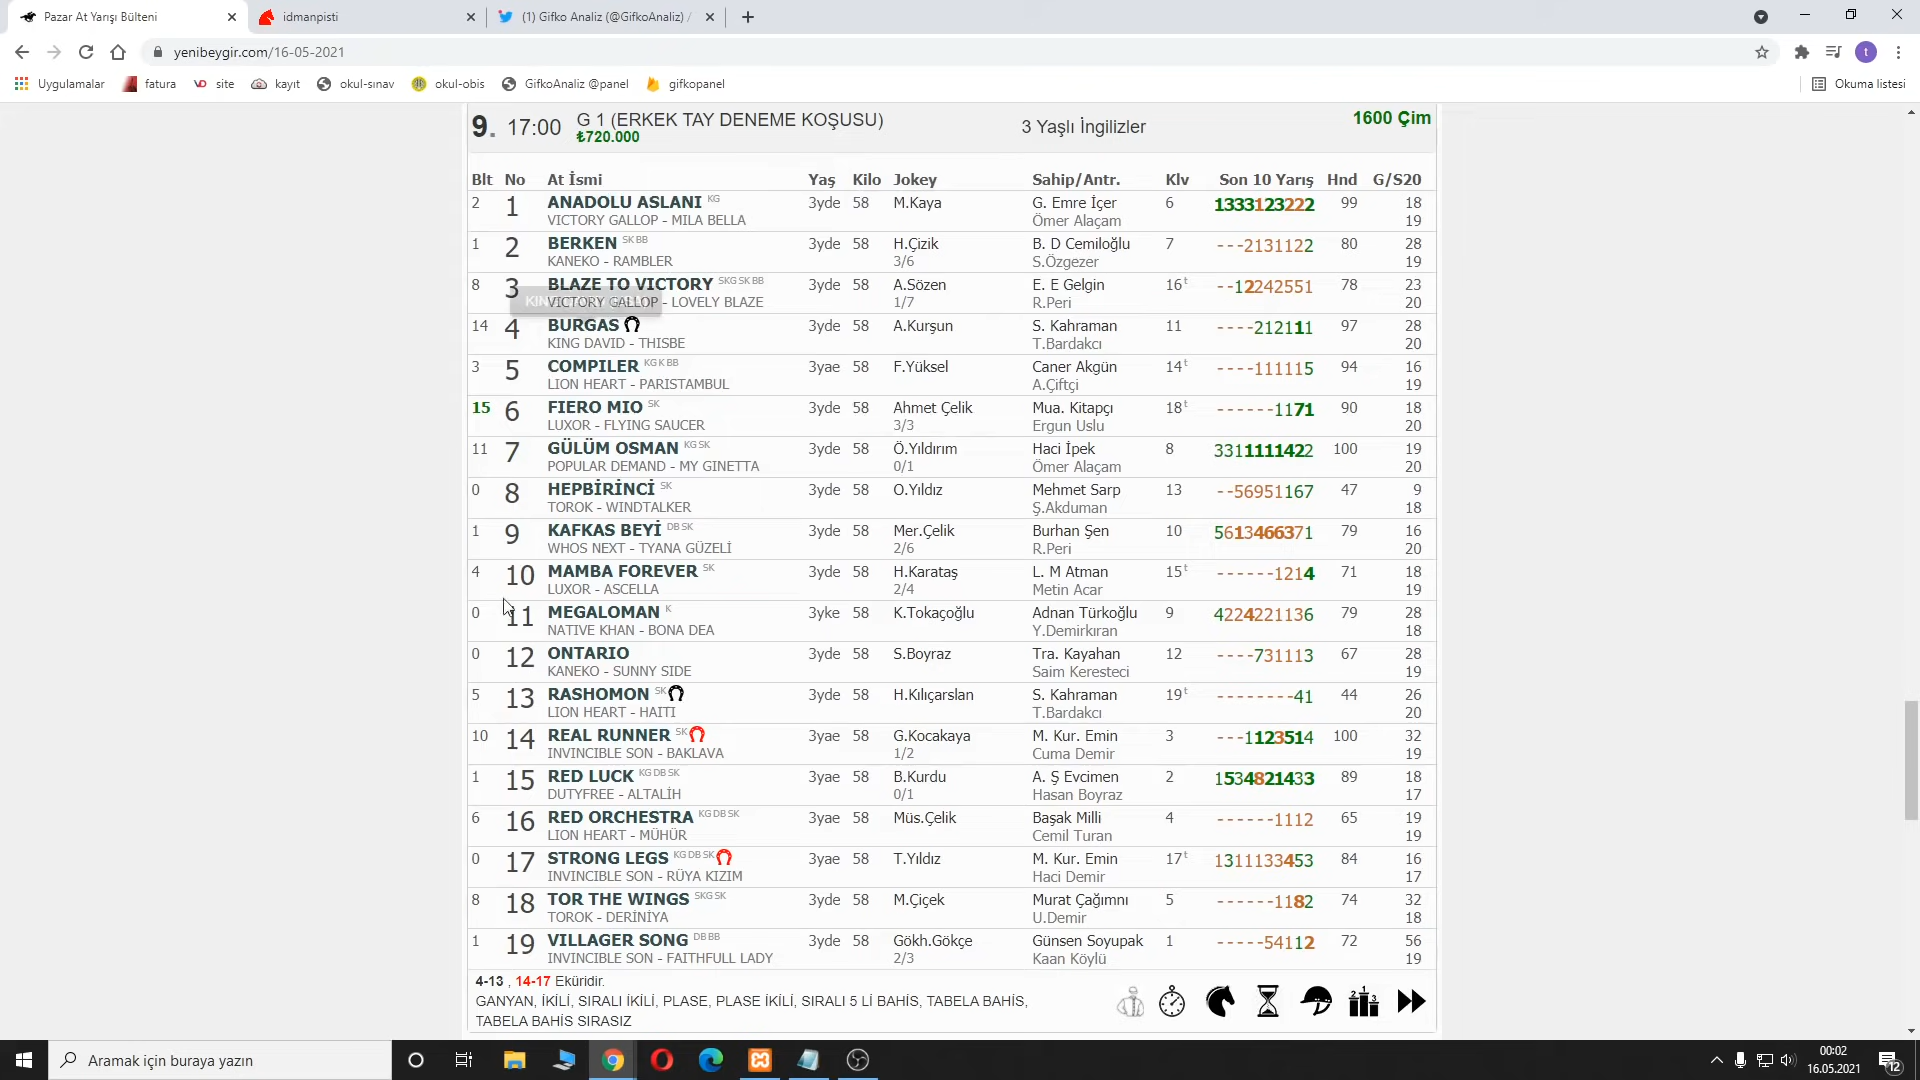 Pazar At Yarışı Bülteni
idmanpisti
(1) Gifko Analiz (@GifkoAnaliz) /
yenibeygir.com/16-05-2021
t
Uygulamalar
fatura
VD site
kayıt
okul-sınav
okul-obis
GifkoAnaliz @panel
gifkopanel
Okuma listesi
9. 17:00 G 1 (ERKEK TAY DENEME KOŞUSU) 3 Yaşlı İngilizler 1600 Çim
₺720.000
Blt No At İsmi Yaş Kilo Jokey Sahip/Antr. Klv Son 10 Yarış Hnd G/S20
2 1 ANADOLU ASLANI KG 3yde 58 M.Kaya G. Emre İçer 6 1333123222 99 18
VICTORY GALLOP - MILA BELLA Ömer Alaçam 19
1 2 BERKEN SK BB 3yde 58 H.Çizik B. D Cemiloğlu 7 ---2131122 80 28
KANEKO - RAMBLER 3/6 S.Özgezer 19
8 3 BLAZE TO VICTORY SKG SK BB 3yde 58 A.Sözen E. E Gelgin 16t --12242551 78 23
VICTORY GALLOP - LOVELY BLAZE 1/7 R.Peri 20
14 4 BURGAS 3yde 58 A.Kurşun S. Kahraman 11 ----212111 97 28
KING DAVID - THISBE T.Bardakcı 20
3 5 COMPILER KG K BB 3yae 58 F.Yüksel Caner Akgün 14t ----111115 94 16
LION HEART - PARISTAMBUL A.Çiftçi 19
15 6 FIERO MIO SK 3yde 58 Ahmet Çelik Mua. Kitapçı 18t ------1171 90 18
LUXOR - FLYING SAUCER 3/3 Ergun Uslu 20
11 7 GÜLÜM OSMAN KG SK 3yde 58 Ö.Yıldırım Haci İpek 8 3311111422 100 19
POPULAR DEMAND - MY GINETTA 0/1 Ömer Alaçam 20
0 8 HEPBİRİNCİ SK 3yde 58 O.Yıldız Mehmet Sarp 13 --56951167 47 9
TOROK - WINDTALKER Ş.Akduman 18
1 9 KAFKAS BEYİ DB SK 3yde 58 Mer.Çelik Burhan Şen 10 5613466371 79 16
WHOS NEXT - TYANA GÜZELİ 2/6 R.Peri 20
4 10 MAMBA FOREVER SK 3yde 58 H.Karataş L. M Atman 15t ------1214 71 18
LUXOR - ASCELLA 2/4 Metin Acar 19
0 11 MEGALOMAN K 3yke 58 K.Tokaçoğlu Adnan Türkoğlu 9 4224221136 79 28
NATIVE KHAN - BONA DEA Y.Demirkıran 18
0 12 ONTARIO 3yde 58 S.Boyraz Tra. Kayahan 12 ----731113 67 28
KANEKO - SUNNY SIDE Saim Keresteci 19
5 13 RASHOMON SK 3yde 58 H.Kılıçarslan S. Kahraman 19t --------41 44 26
LION HEART - HAITI T.Bardakcı 20
10 14 REAL RUNNER SK 3yae 58 G.Kocakaya M. Kur. Emin 3 ---1123514 100 32
INVINCIBLE SON - BAKLAVA 1/2 Cuma Demir 19
1 15 RED LUCK KG DB SK 3yae 58 B.Kurdu A. Ş Evcimen 2 1534821433 89 18
DUTYFREE - ALTALİH 0/1 Hasan Boyraz 17
6 16 RED ORCHESTRA KG DB SK 3yae 58 Müs.Çelik Başak Milli 4 ------1112 65 19
LION HEART - MÜHÜR Cemil Turan 19
0 17 STRONG LEGS KG DB SK 3yae 58 T.Yıldız M. Kur. Emin 17t 1311133453 84 16
INVINCIBLE SON - RÜYA KIZIM Haci Demir 17
8 18 TOR THE WINGS SKG SK 3yde 58 M.Çiçek Murat Çağımnı 5 ------1182 74 32
TOROK - DERİNİYA U.Demir 18
1 19 VILLAGER SONG DB BB 3yde 58 Gökh.Gökçe Günsen Soyupak 1 -----54112 72 56
INVINCIBLE SON - FAITHFULL LADY 2/3 Kaan Köylü 19
4-13 , 14-17 Eküridir.
GANYAN, İKİLİ, SIRALI İKİLİ, PLASE, PLASE İKİLİ, SIRALI 5 Lİ BAHİS, TABELA BAHİS,
TABELA BAHİS SIRASIZ
Aramak için buraya yazın
00:02
16.05.2021
12